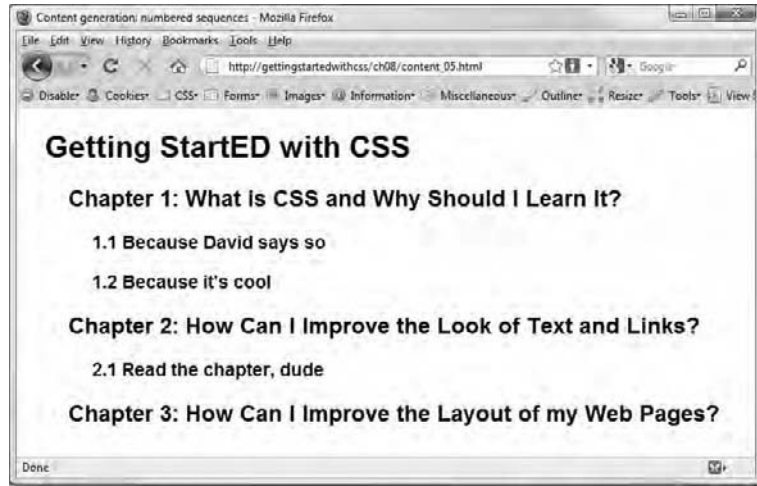 Content generation: numbered sequences - Mozilla Firefox
File Edit View History Bookmarks Tools Help
http://gettingstartedwithcss/ch08/content_05.html Google
Disable Cookies CSS Forms Images Information Miscellaneous Outline Resize Tools View
Getting StartED with CSS
Chapter 1: What is CSS and Why Should I Learn It?
1.1 Because David says so
1.2 Because it's cool
Chapter 2: How Can I Improve the Look of Text and Links?
2.1 Read the chapter, dude
Chapter 3: How Can I Improve the Layout of my Web Pages?
Done